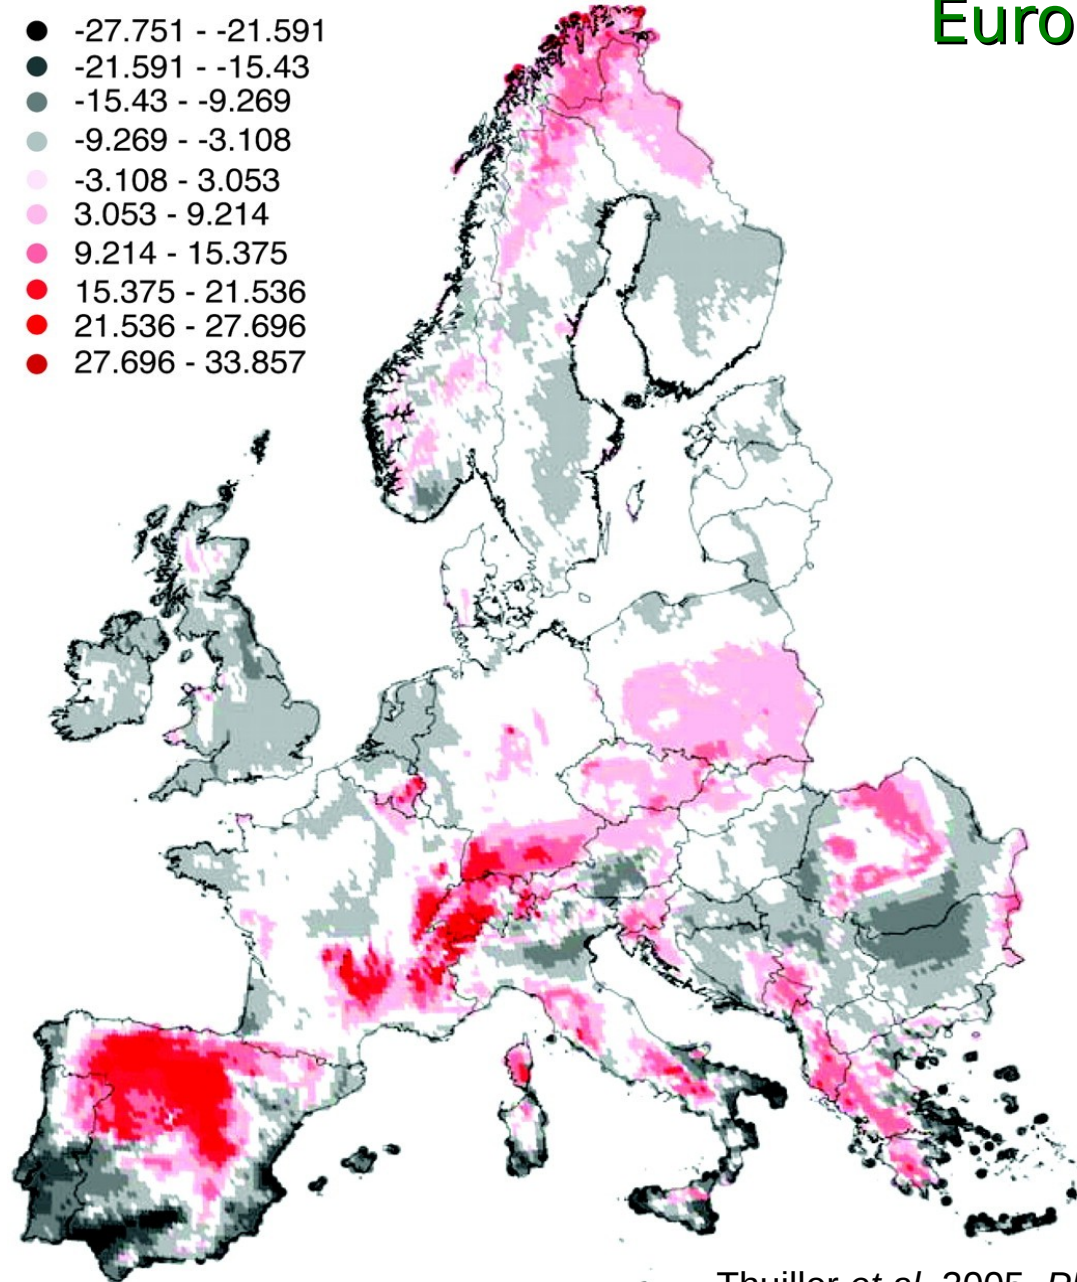 Euro
-27.751 - -21.591
-21.591 - -15.43
-15.43 - -9.269
-9.269 - -3.108
-3.108 - 3.053
3.053 - 9.214
9.214 - 15.375
15.375 - 21.536
21.536 - 27.696
27.696 - 33.857
Thuiller et al. 2005